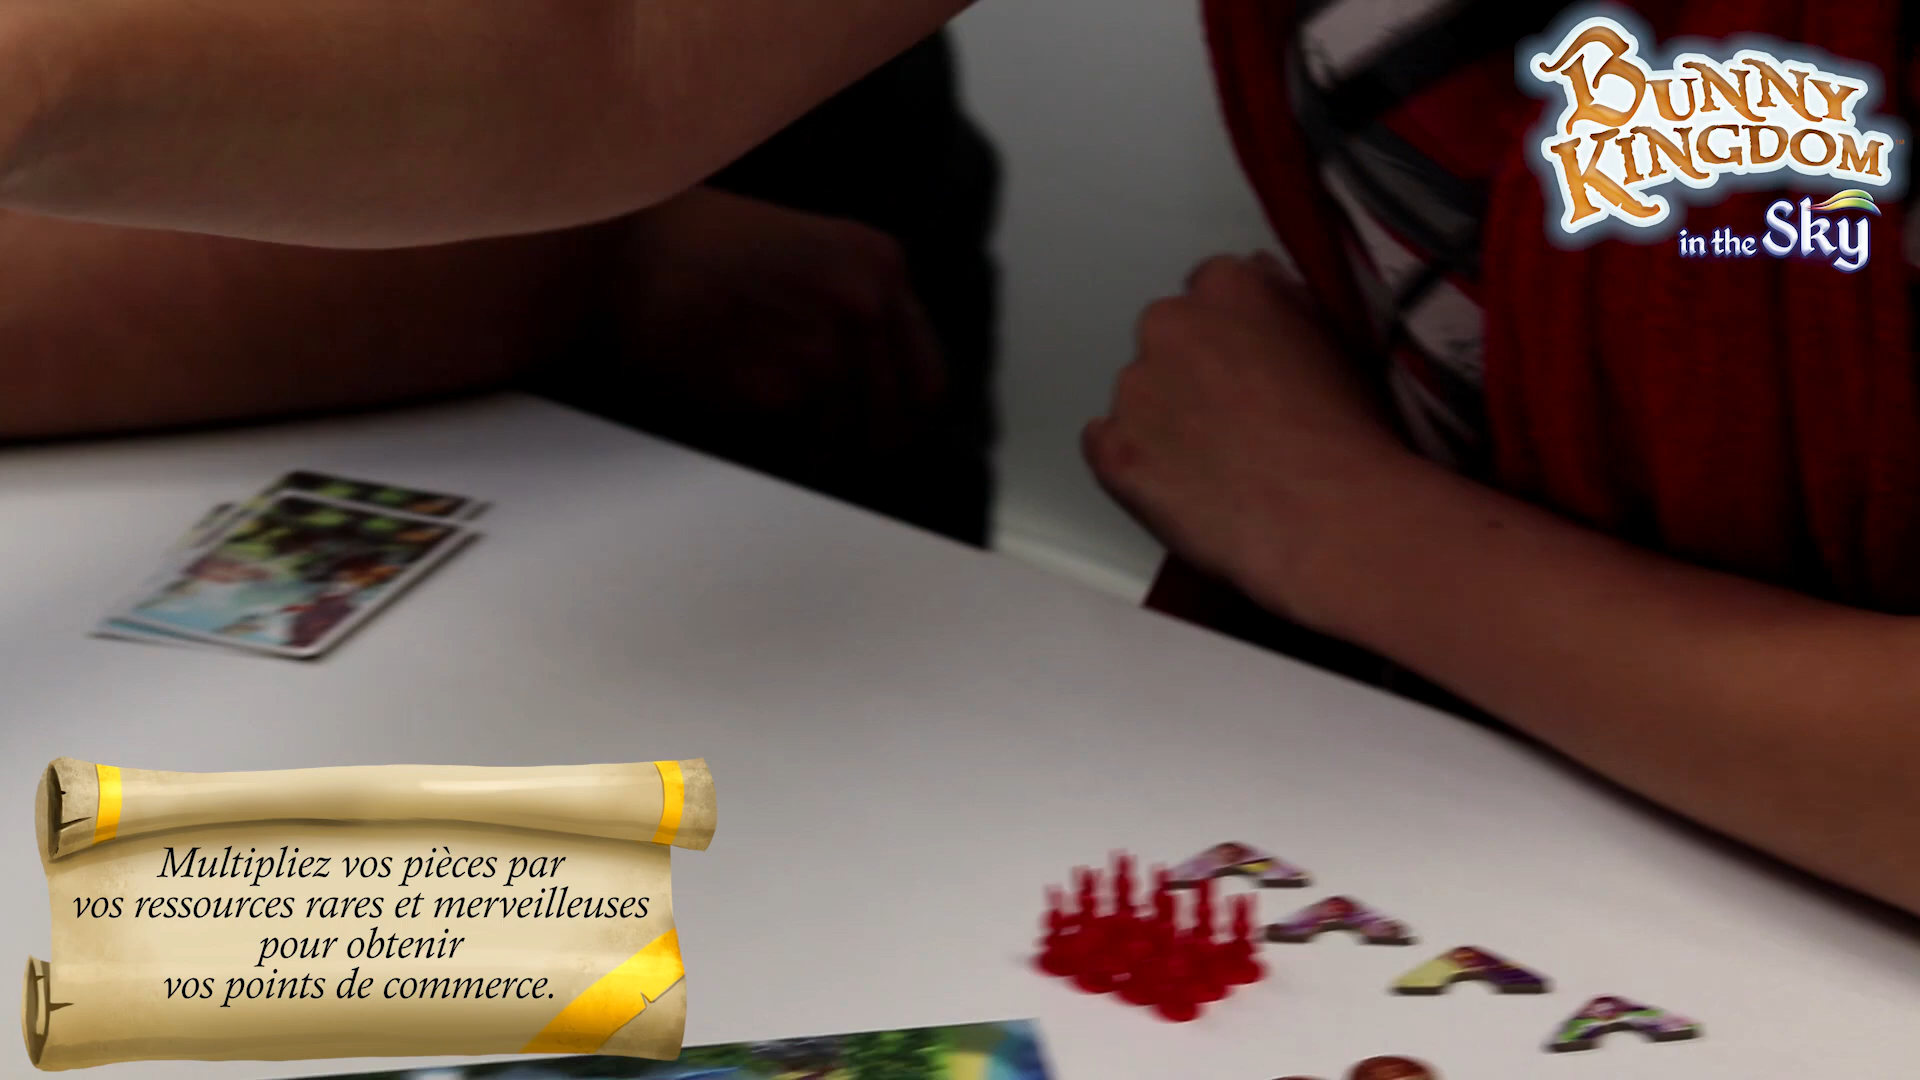 BUNNY
KINGDOM
in the Sky
Multipliez vos pièces par
vos ressources rares et merveilleuses
pour obtenir
vos points de commerce.